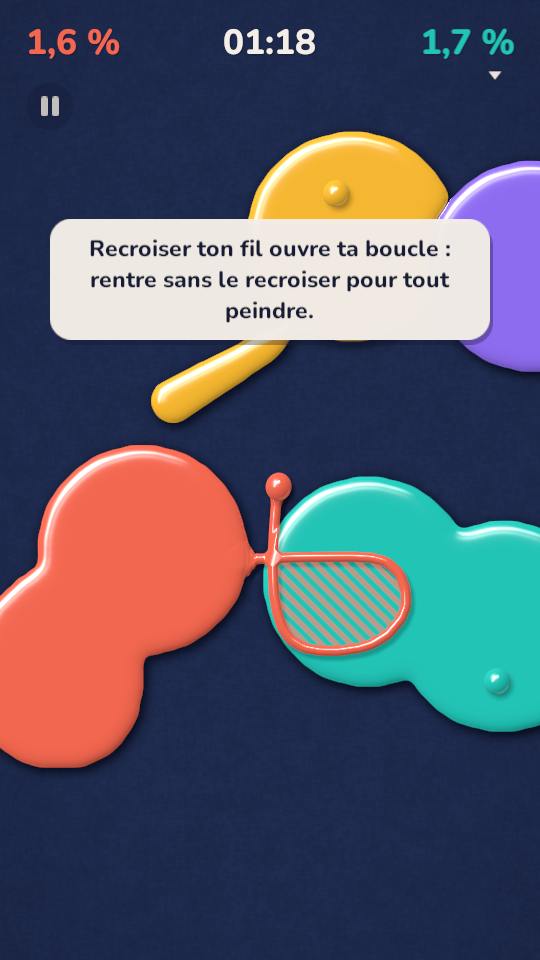 1,6 %
01:18
1,7 %
Recroiser ton fil ouvre ta boucle :
rentre sans le recroiser pour tout
peindre.